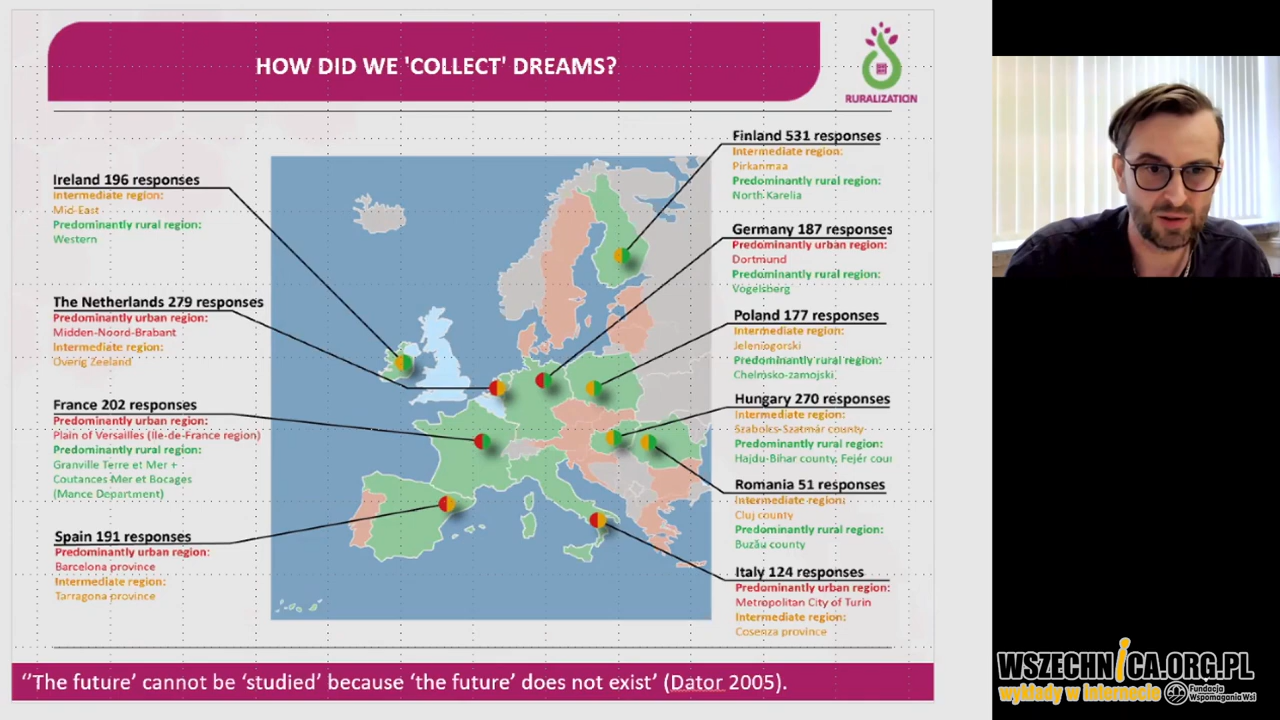 HOW DID WE 'COLLECT' DREAMS?
RURALIZATION
Ireland 196 responses
Intermediate region:
Mid-East
Predominantly rural region:
Western
The Netherlands 279 responses
Predominantly urban region:
Midden-Noord-Brabant
Intermediate region:
Overig Zeeland
France 202 responses
Predominantly urban region:
Plain of Versailles (Ile-de-France region)
Predominantly rural region:
Granville Terre et Mer +
Coutances Mer et Bocages
(Mance Department)
Spain 191 responses
Predominantly urban region:
Barcelona province
Intermediate region:
Tarragona province
Finland 531 responses
Intermediate region:
Pirkanmaa
Predominantly rural region:
North Karelia
Germany 187 responses
Predominantly urban region:
Dortmund
Predominantly rural region:
Vogelsberg
Poland 177 responses
Intermediate region:
Jeleniogorski
Predominantly rural region:
Chelmsko-zamojski
Hungary 270 responses
Intermediate region:
Szabolcs-Szatmár county
Predominantly rural region:
Hajdu-Bihar county, Fejér cour
Romania 51 responses
Intermediate region:
Cluj county
Predominantly rural region:
Buzău county
Italy 124 responses
Predominantly urban region:
Metropolitan City of Turin
Intermediate region:
Cosenza province
‘'The future’ cannot be ‘studied’ because ‘the future’ does not exist’ (Dator 2005).
WSZECHNICA.ORG.PL
wykłady w internecie
Fundacja
Wspomagania Wsi